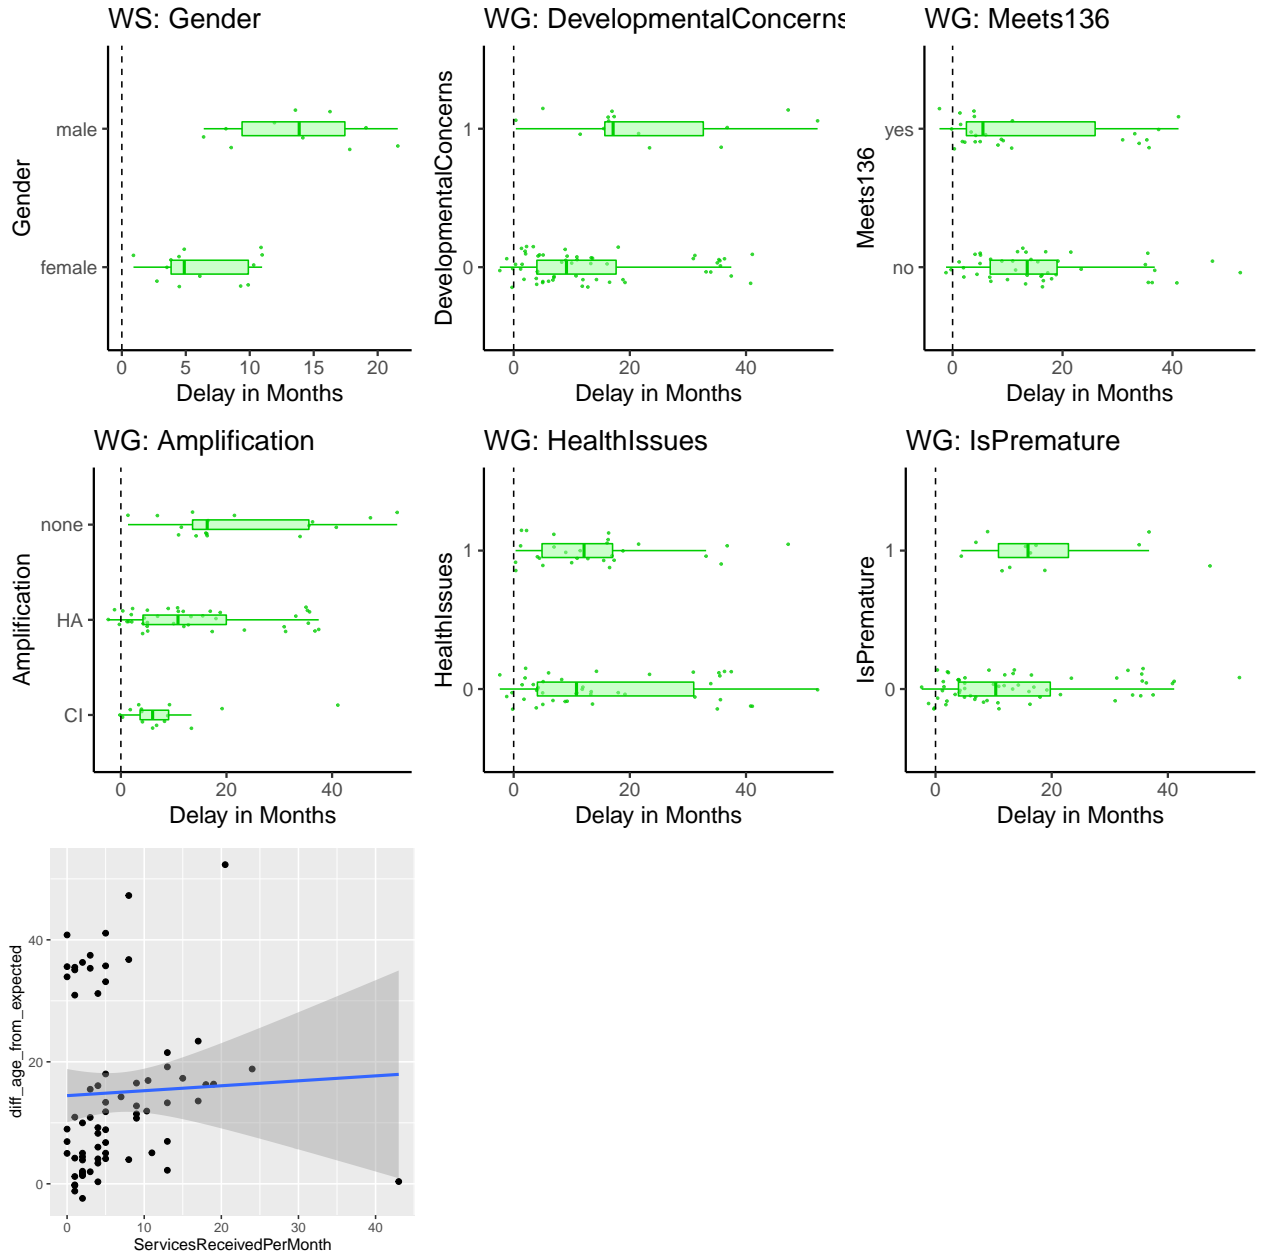 WS: Gender
Gender
male
female
0
5
10
15
20
Delay in Months
WG: DevelopmentalConcerns
DevelopmentalConcerns
1
0
0
20
40
Delay in Months
WG: Meets136
Meets136
yes
no
0
20
40
Delay in Months
WG: Amplification
Amplification
none
HA
CI
0
20
40
Delay in Months
WG: HealthIssues
HealthIssues
1
0
0
20
40
Delay in Months
WG: IsPremature
IsPremature
1
0
0
20
40
Delay in Months
diff_age_from_expected
40
20
0
0
10
20
30
40
ServicesReceivedPerMonth